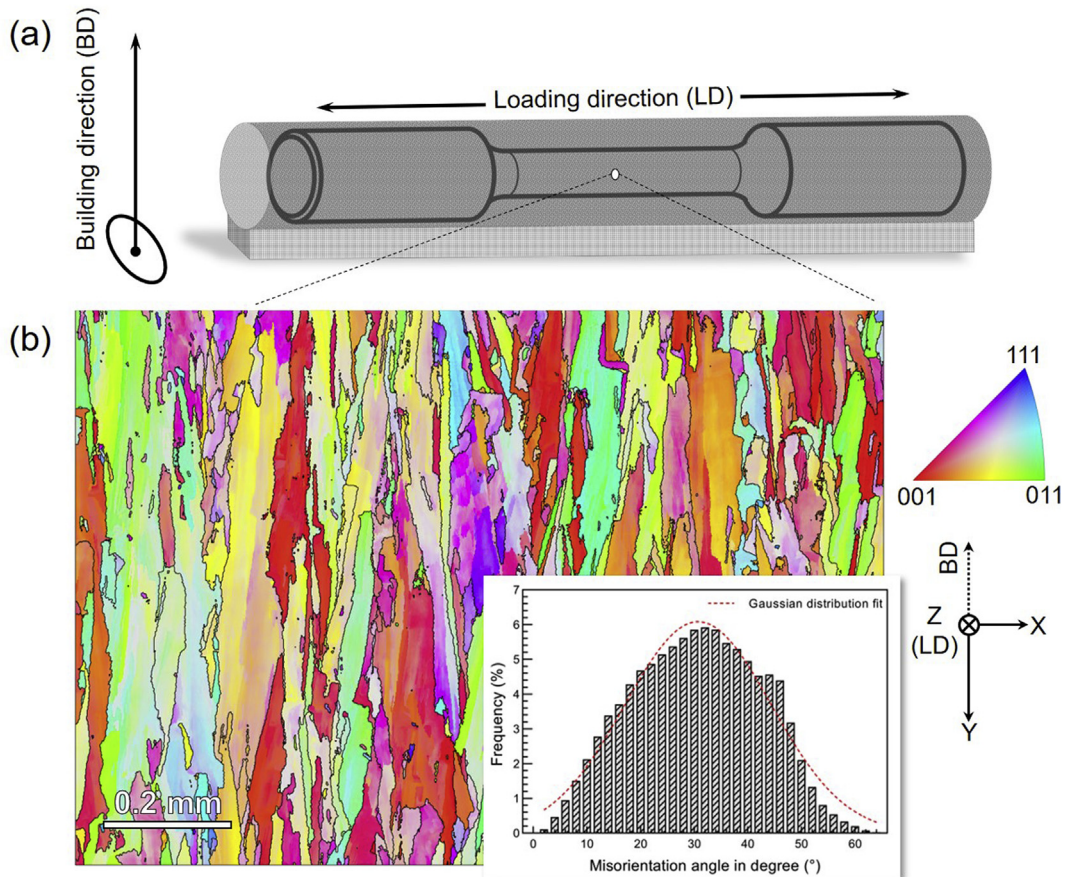 (a)
Building direction (BD)
Loading direction (LD)
(b)
111
001
011
BD
Z
(LD)
X
Y
0.2 mm
7
6
5
4
3
2
1
0
Frequency (%)
Gaussian distribution fit
0
10
20
30
40
50
60
Misorientation angle in degree (°)